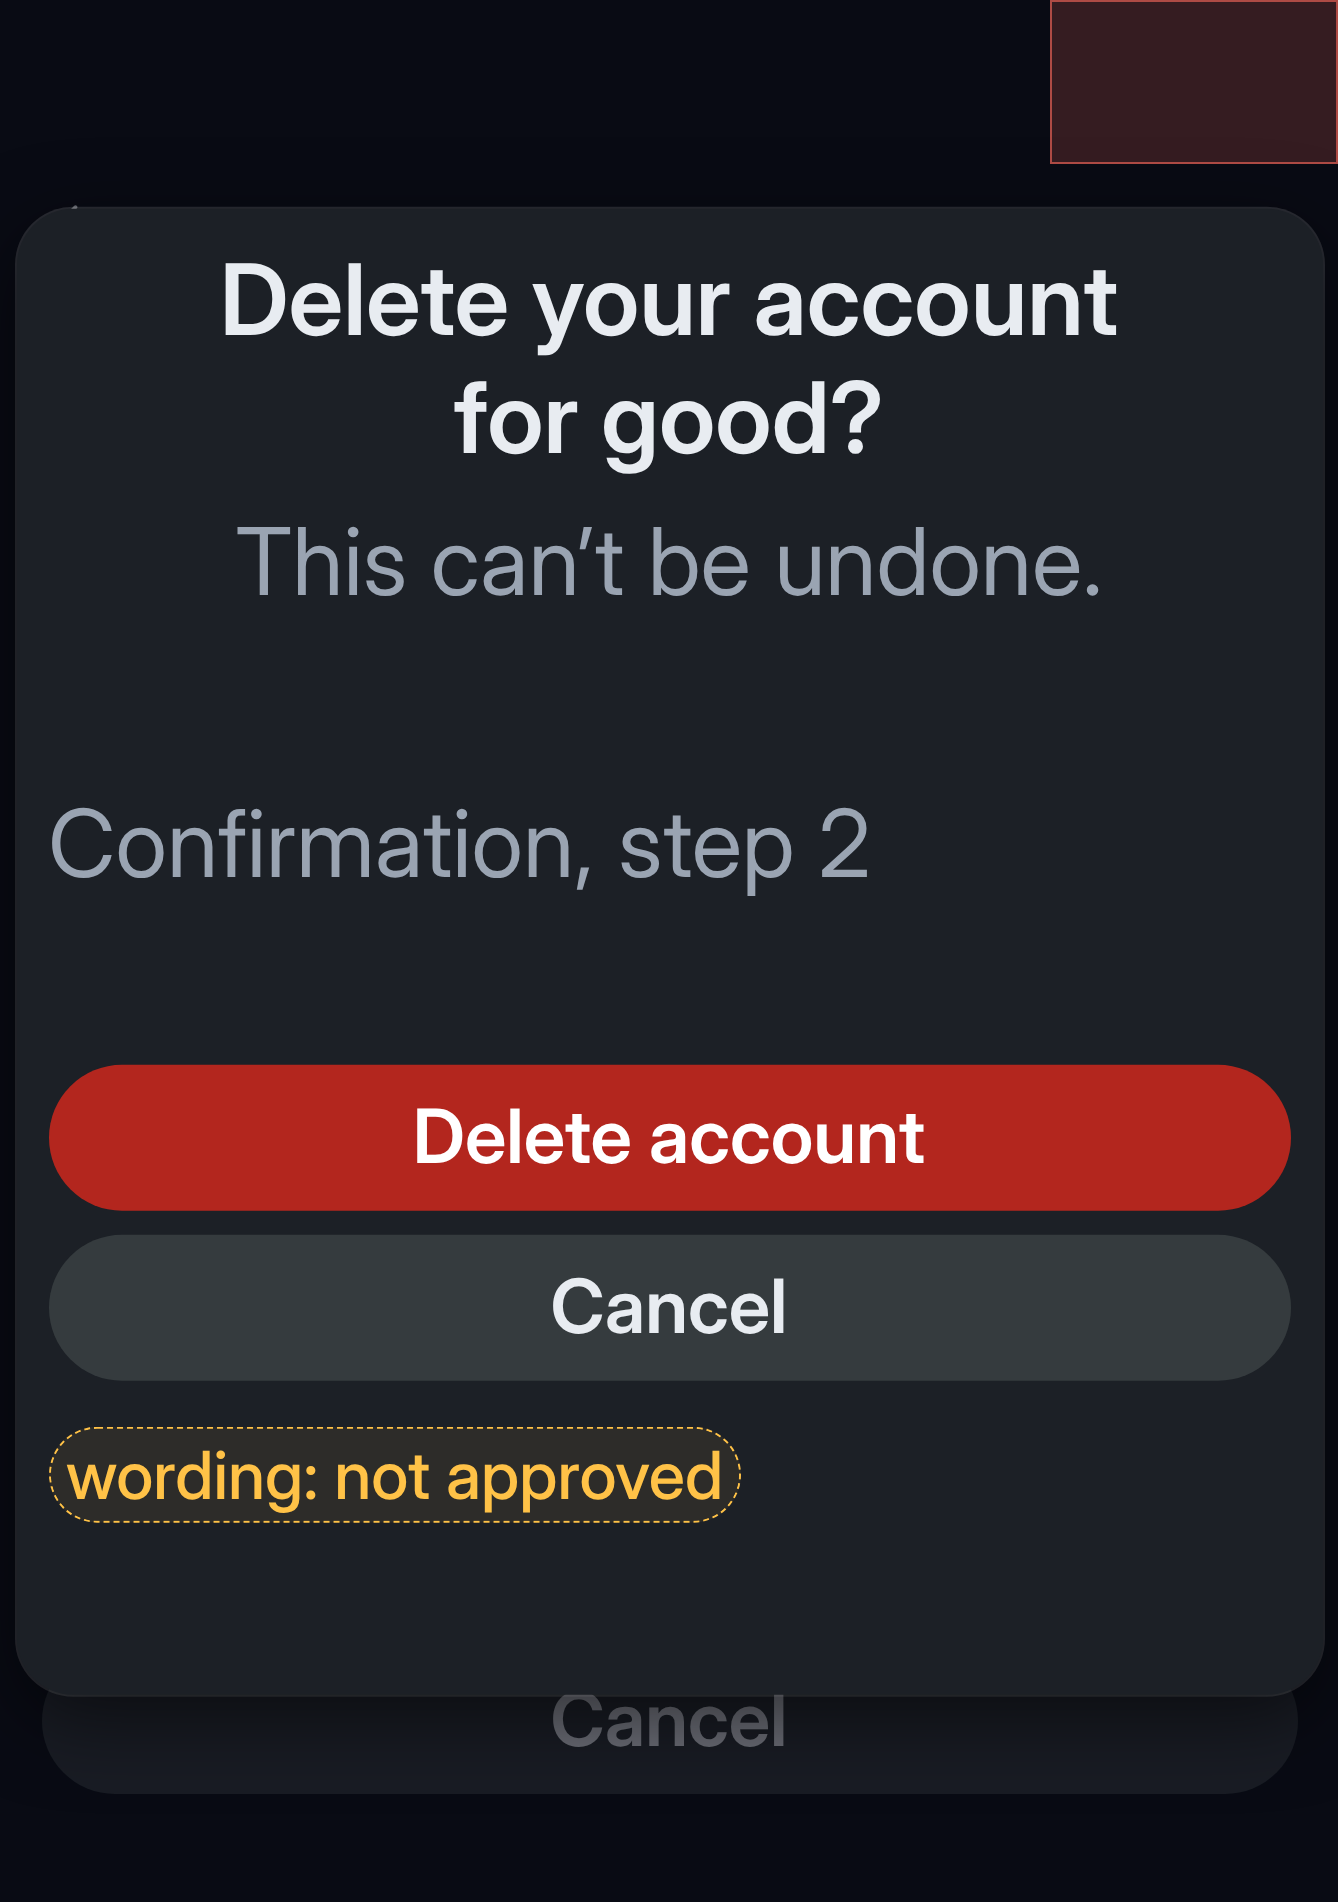 Delete your account
for good?
This can’t be undone.
Confirmation, step 2
Delete account
Cancel
wording: not approved
Cancel